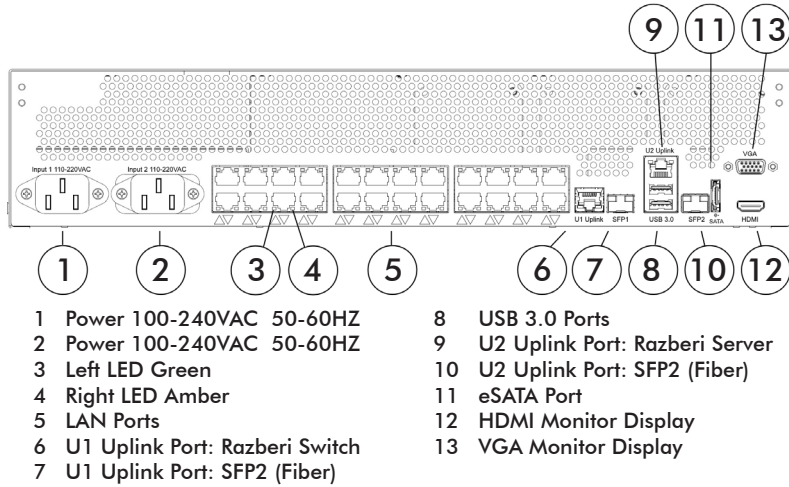 9 11 13
U2 Uplink
VGA
Input 1 110-220VAC Input 2 110-220VAC
U1 Uplink SFP1 USB 3.0 SFP2 e-SATA HDMI
1 2 3 4 5 6 7 8 10 12
1 Power 100-240VAC 50-60HZ
2 Power 100-240VAC 50-60HZ
3 Left LED Green
4 Right LED Amber
5 LAN Ports
6 U1 Uplink Port: Razberi Switch
7 U1 Uplink Port: SFP2 (Fiber)
8 USB 3.0 Ports
9 U2 Uplink Port: Razberi Server
10 U2 Uplink Port: SFP2 (Fiber)
11 eSATA Port
12 HDMI Monitor Display
13 VGA Monitor Display